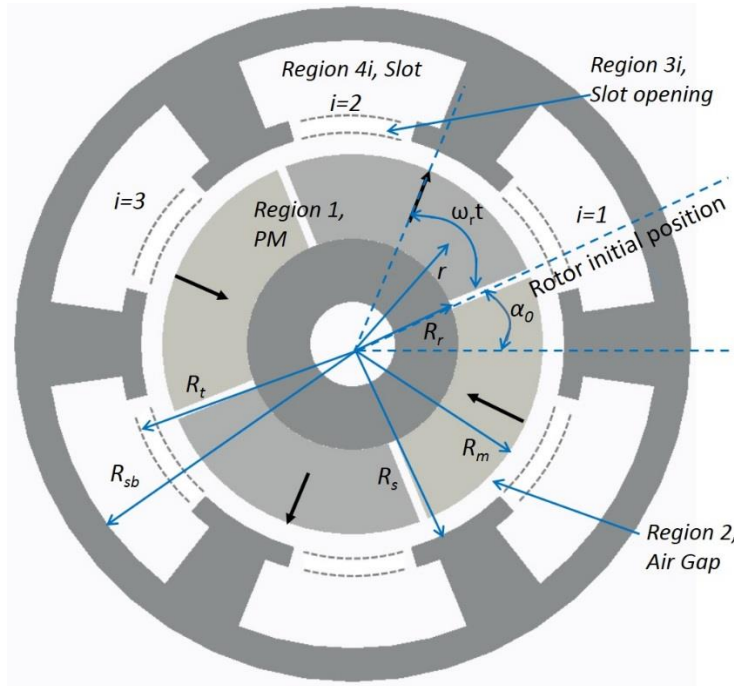 Region 4i, Slot
i=2
Region 3i,
Slot opening
i=3
i=1
Region 1,
PM
ωᵣt
Rotor initial position
r
α₀
Rᵣ
Rₜ
Rₘ
Rₛ
R_sb
Region 2,
Air Gap